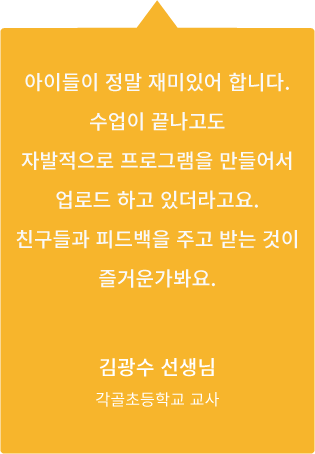 아이들이 정말 재미있어 합니다.
수업이 끝나고도
자발적으로 프로그램을 만들어서
업로드 하고 있더라고요.
친구들과 피드백을 주고 받는 것이
즐거운가봐요.
김광수 선생님
각골초등학교 교사